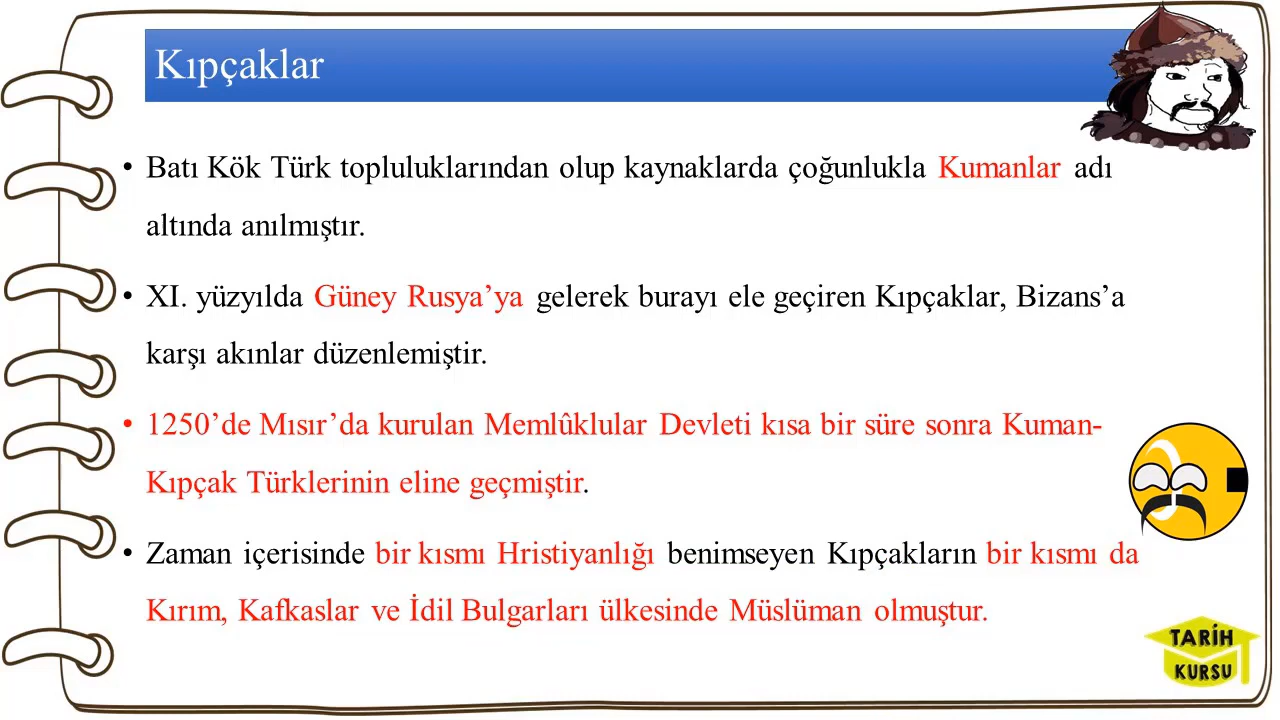 Kıpçaklar
• Batı Kök Türk topluluklarından olup kaynaklarda çoğunlukla Kumanlar adı
altında anılmıştır.
• XI. yüzyılda Güney Rusya’ya gelerek burayı ele geçiren Kıpçaklar, Bizans’a
karşı akınlar düzenlemiştir.
• 1250’de Mısır’da kurulan Memlûklular Devleti kısa bir süre sonra Kuman-
Kıpçak Türklerinin eline geçmiştir.
• Zaman içerisinde bir kısmı Hristiyanlığı benimseyen Kıpçakların bir kısmı da
Kırım, Kafkaslar ve İdil Bulgarları ülkesinde Müslüman olmuştur.
TARİH
KURSU